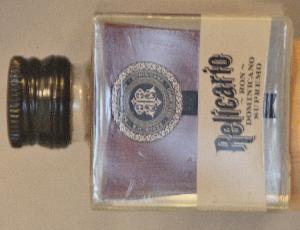 Relicario
~ RON ~
DOMINICANO
SUPREMO